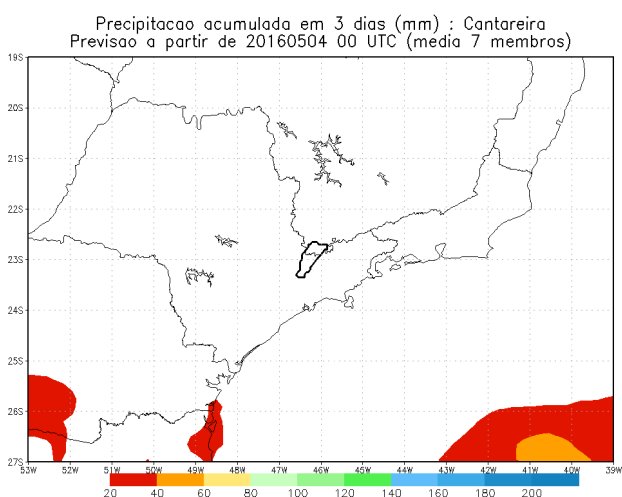 Precipitacao acumulada em 3 dias (mm) : Cantareira
Previsao a partir de 20160504 00 UTC (media 7 membros)
19S
20S
21S
22S
23S
24S
25S
26S
27S
53W 52W 51W 50W 49W 48W 47W 46W 45W 44W 43W 42W 41W 40W 39W
20 40 60 80 100 120 140 160 180 200